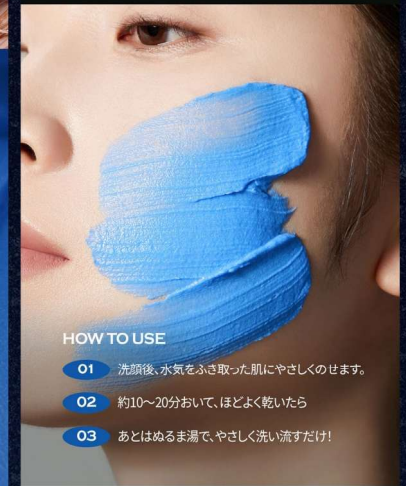 HOW TO USE
01 洗顔後、水気をふき取った肌にやさしくのせます。
02 約10〜20分おいて、ほどよく乾いたら
03 あとはぬるま湯で、やさしく洗い流すだけ!